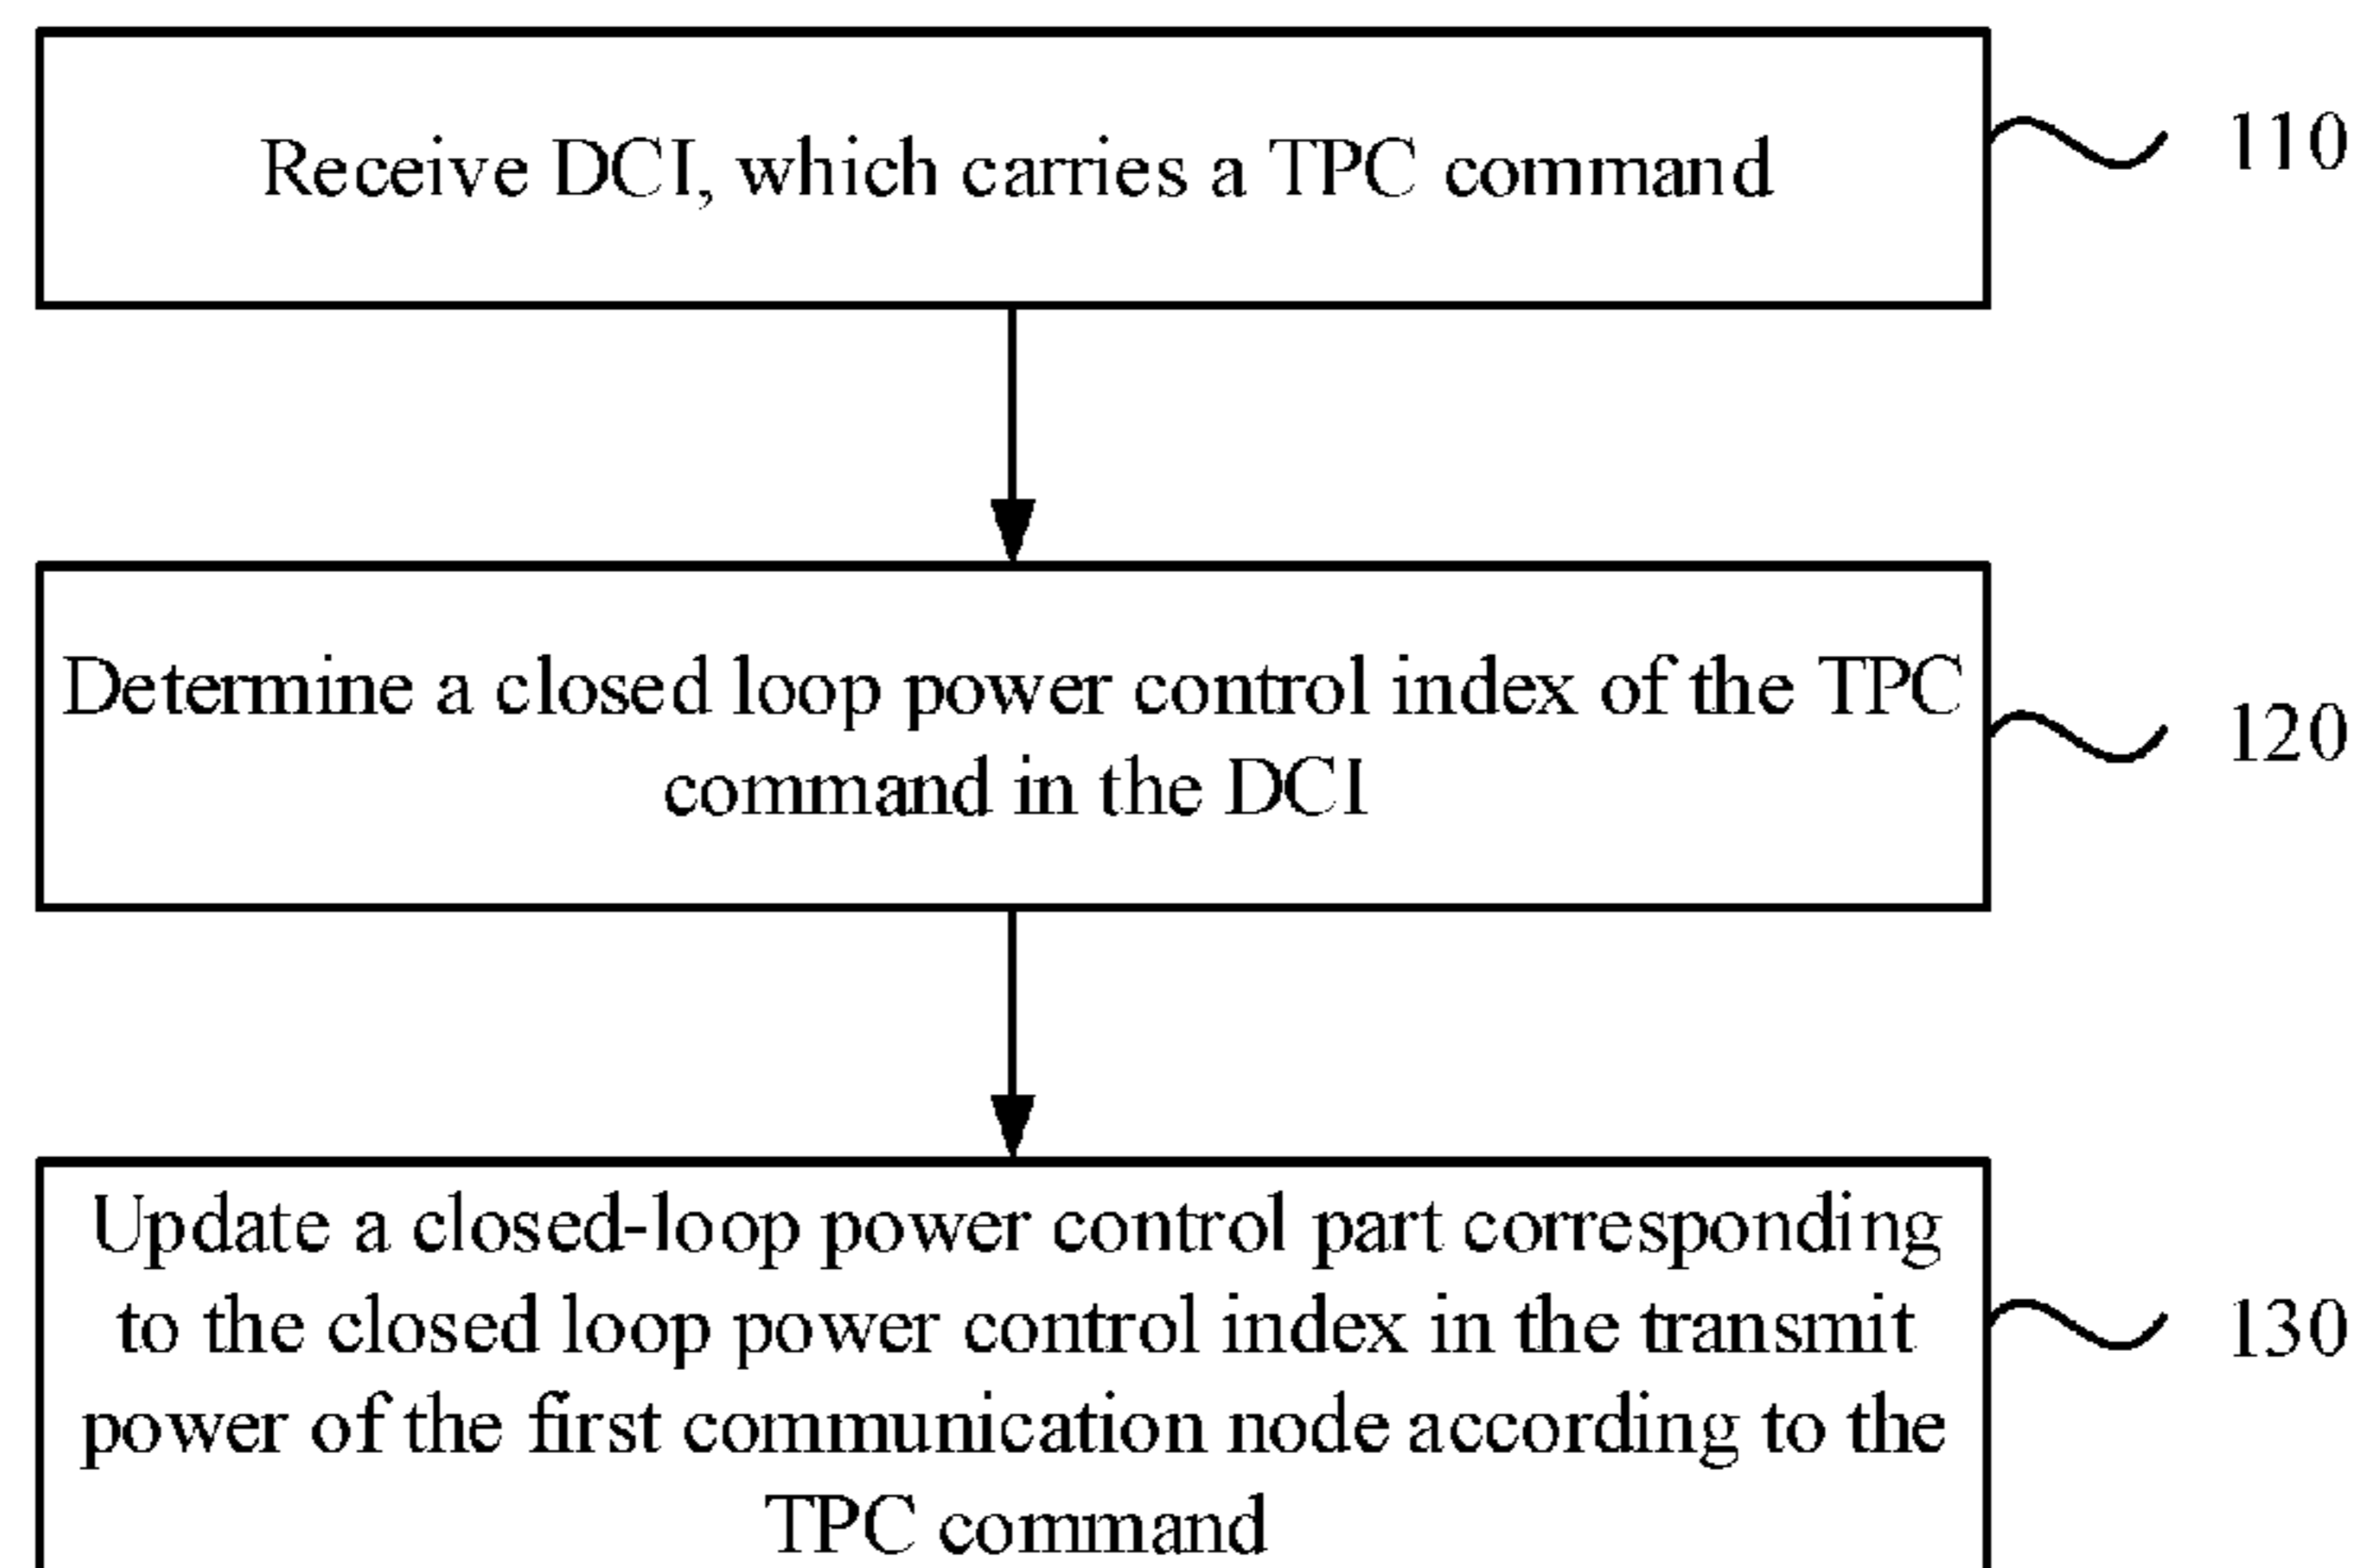 Receive DCI, which carries a TPC command
110
Determine a closed loop power control index of the TPC
command in the DCI
120
Update a closed-loop power control part corresponding
to the closed loop power control index in the transmit
power of the first communication node according to the
TPC command
130